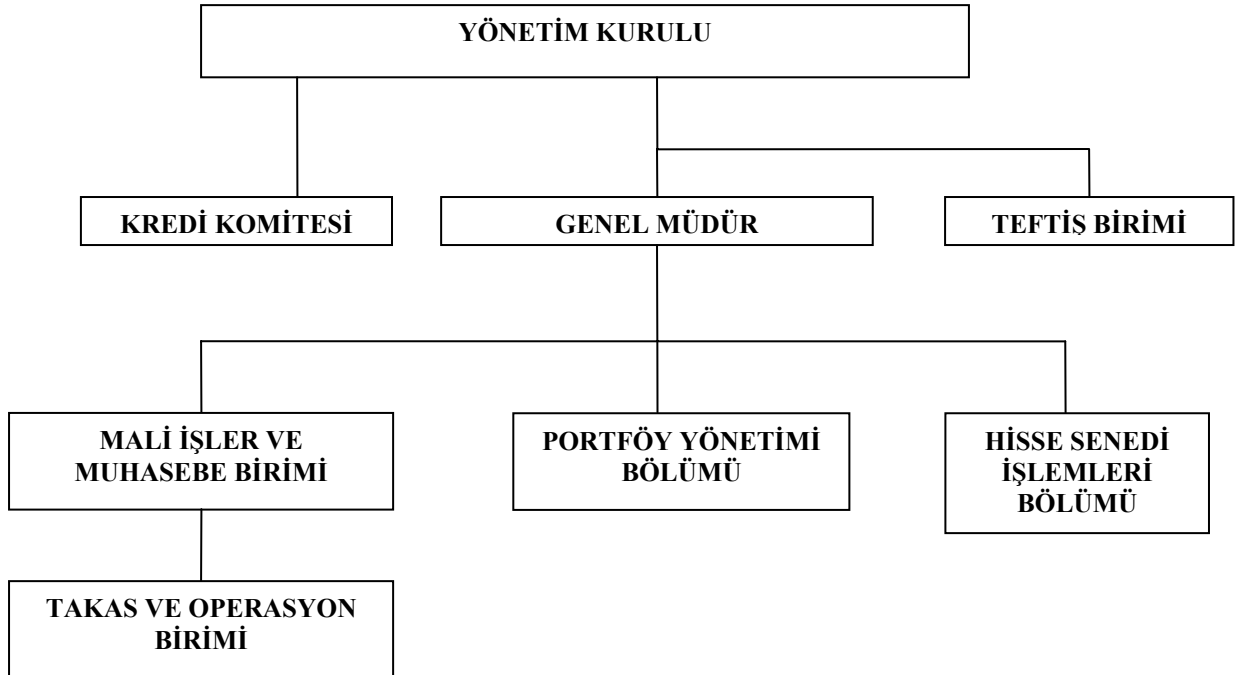 YÖNETİM KURULU
KREDİ KOMİTESİ
GENEL MÜDÜR
TEFTİŞ BİRİMİ
MALİ İŞLER VE
MUHASEBE BİRİMİ
PORTFÖY YÖNETİMİ
BÖLÜMÜ
HİSSE SENEDİ
İŞLEMLERİ
BÖLÜMÜ
TAKAS VE OPERASYON
BİRİMİ